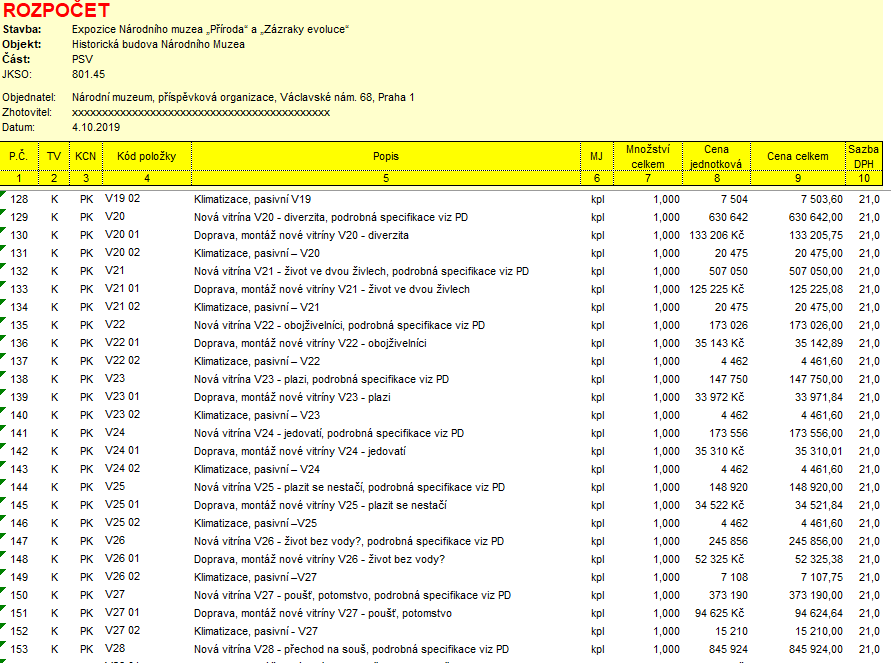 ROZPOČET
Stavba: Expozice Národního muzea „Příroda“ a „Zázraky evoluce“
Objekt: Historická budova Národního Muzea
Část: PSV
JKSO: 801.45
Objednatel: Národní muzeum, příspěvková organizace, Václavské nám. 68, Praha 1
Zhotovitel: xxxxxxxxxxxxxxxxxxxxxxxxxxxxxxxxxxxxxxxxxxx
Datum: 4.10.2019
P.Č. TV KCN Kód položky Popis MJ Množství celkem Cena jednotková Cena celkem Sazba DPH
1 2 3 4 5 6 7 8 9 10
128 K PK V19 02 Klimatizace, pasivní V19 kpl 1,000 7 504 7 503,60 21,0
129 K PK V20 Nová vitrína V20 - diverzita, podrobná specifikace viz PD kpl 1,000 630 642 630 642,00 21,0
130 K PK V20 01 Doprava, montáž nové vitríny V20 - diverzita kpl 1,000 133 206 Kč 133 205,75 21,0
131 K PK V20 02 Klimatizace, pasivní – V20 kpl 1,000 20 475 20 475,00 21,0
132 K PK V21 Nová vitrína V21 - život ve dvou živlech, podrobná specifikace viz PD kpl 1,000 507 050 507 050,00 21,0
133 K PK V21 01 Doprava, montáž nové vitríny V21 - život ve dvou živlech kpl 1,000 125 225 Kč 125 225,08 21,0
134 K PK V21 02 Klimatizace, pasivní – V21 kpl 1,000 20 475 20 475,00 21,0
135 K PK V22 Nová vitrína V22 - obojživelníci, podrobná specifikace viz PD kpl 1,000 173 026 173 026,00 21,0
136 K PK V22 01 Doprava, montáž nové vitríny V22 - obojživelníci kpl 1,000 35 143 Kč 35 142,89 21,0
137 K PK V22 02 Klimatizace, pasivní – V22 kpl 1,000 4 462 4 461,60 21,0
138 K PK V23 Nová vitrína V23 - plazi, podrobná specifikace viz PD kpl 1,000 147 750 147 750,00 21,0
139 K PK V23 01 Doprava, montáž nové vitríny V23 - plazi kpl 1,000 33 972 Kč 33 971,84 21,0
140 K PK V23 02 Klimatizace, pasivní – V23 kpl 1,000 4 462 4 461,60 21,0
141 K PK V24 Nová vitrína V24 - jedovatí, podrobná specifikace viz PD kpl 1,000 173 556 173 556,00 21,0
142 K PK V24 01 Doprava, montáž nové vitríny V24 - jedovatí kpl 1,000 35 310 Kč 35 310,01 21,0
143 K PK V24 02 Klimatizace, pasivní – V24 kpl 1,000 4 462 4 461,60 21,0
144 K PK V25 Nová vitrína V25 - plazit se nestačí, podrobná specifikace viz PD kpl 1,000 148 920 148 920,00 21,0
145 K PK V25 01 Doprava, montáž nové vitríny V25 - plazit se nestačí kpl 1,000 34 522 Kč 34 521,84 21,0
146 K PK V25 02 Klimatizace, pasivní –V25 kpl 1,000 4 462 4 461,60 21,0
147 K PK V26 Nová vitrína V26 - život bez vody?, podrobná specifikace viz PD kpl 1,000 245 856 245 856,00 21,0
148 K PK V26 01 Doprava, montáž nové vitríny V26 - život bez vody? kpl 1,000 52 325 Kč 52 325,38 21,0
149 K PK V26 02 Klimatizace, pasivní –V27 kpl 1,000 7 108 7 107,75 21,0
150 K PK V27 Nová vitrína V27 - poušť, potomstvo, podrobná specifikace viz PD kpl 1,000 373 190 373 190,00 21,0
151 K PK V27 01 Doprava, montáž nové vitríny V27 - poušť, potomstvo kpl 1,000 94 625 Kč 94 624,64 21,0
152 K PK V27 02 Klimatizace, pasivní - V27 kpl 1,000 15 210 15 210,00 21,0
153 K PK V28 Nová vitrína V28 - přechod na souš, podrobná specifikace viz PD kpl 1,000 845 924 845 924,00 21,0